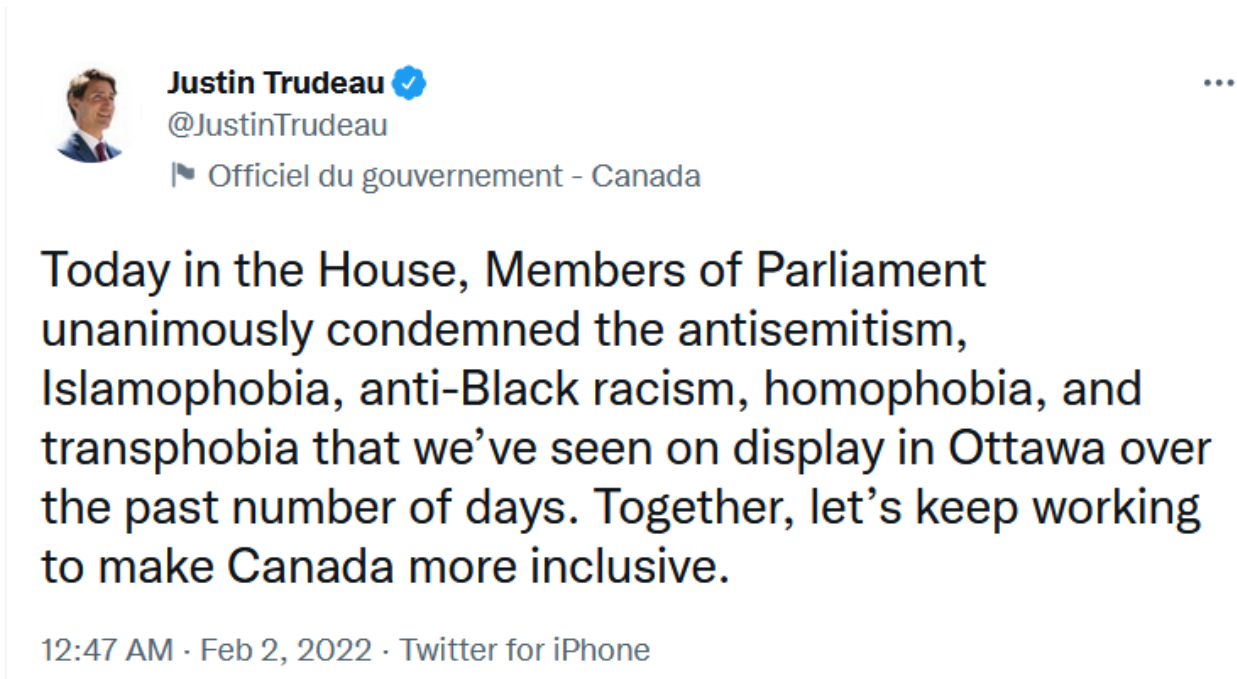 Justin Trudeau
@JustinTrudeau
Officiel du gouvernement - Canada
Today in the House, Members of Parliament
unanimously condemned the antisemitism,
Islamophobia, anti-Black racism, homophobia, and
transphobia that we’ve seen on display in Ottawa over
the past number of days. Together, let’s keep working
to make Canada more inclusive.
12:47 AM · Feb 2, 2022 · Twitter for iPhone